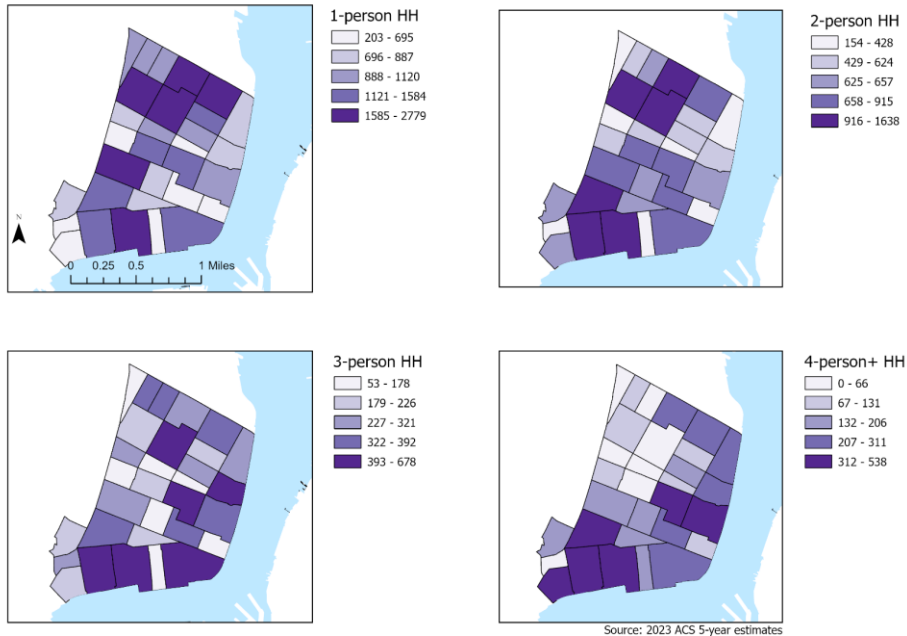 1-person HH
203 - 695
696 - 887
888 - 1120
1121 - 1584
1585 - 2779
N
0 0.25 0.5 1 Miles
2-person HH
154 - 428
429 - 624
625 - 657
658 - 915
916 - 1638
3-person HH
53 - 178
179 - 226
227 - 321
322 - 392
393 - 678
4-person+ HH
0 - 66
67 - 131
132 - 206
207 - 311
312 - 538
Source: 2023 ACS 5-year estimates